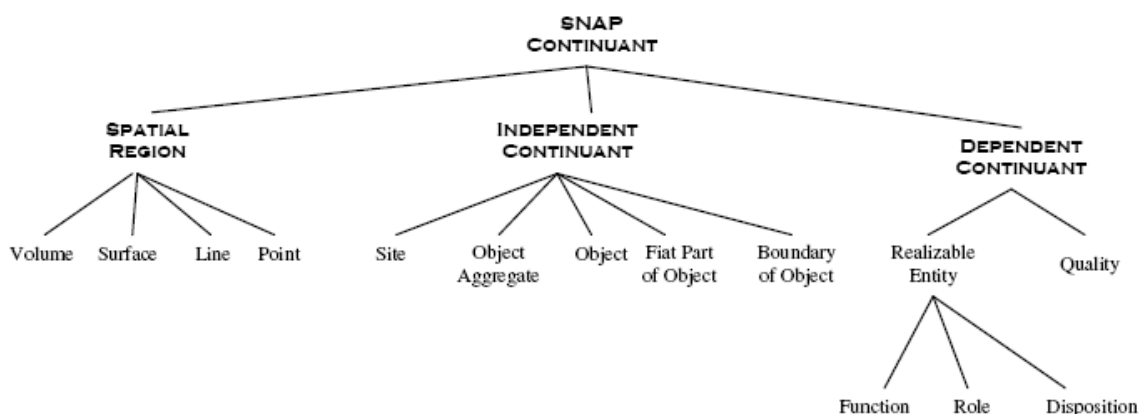 SNAP
CONTINUANT
SPATIAL
REGION
INDEPENDENT
CONTINUANT
DEPENDENT
CONTINUANT
Volume
Surface
Line
Point
Site
Object
Aggregate
Object
Fiat Part
of Object
Boundary
of Object
Realizable
Entity
Quality
Function
Role
Disposition